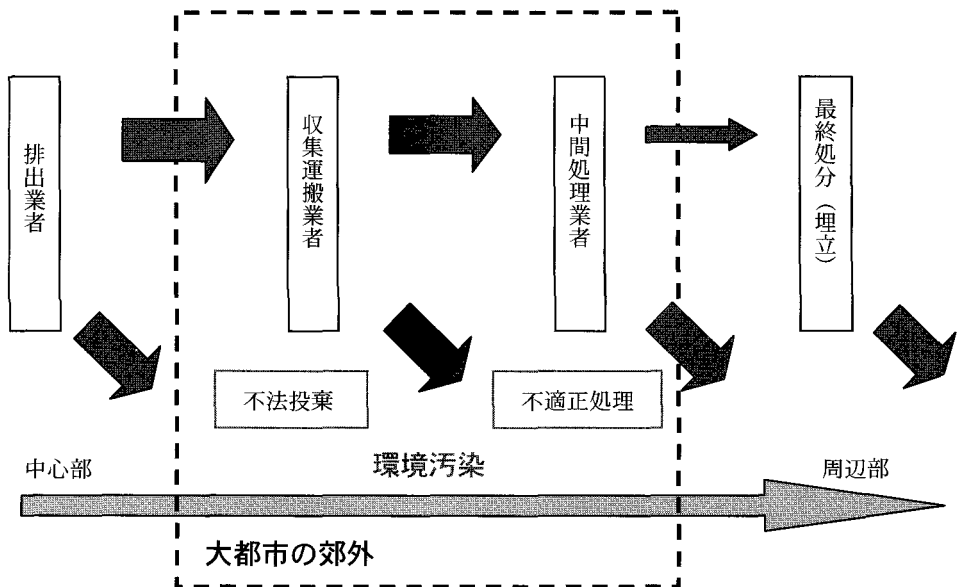 排出業者
収集運搬業者
中間処理業者
最終処分（埋立）
不法投棄
不適正処理
中心部
環境汚染
周辺部
大都市の郊外